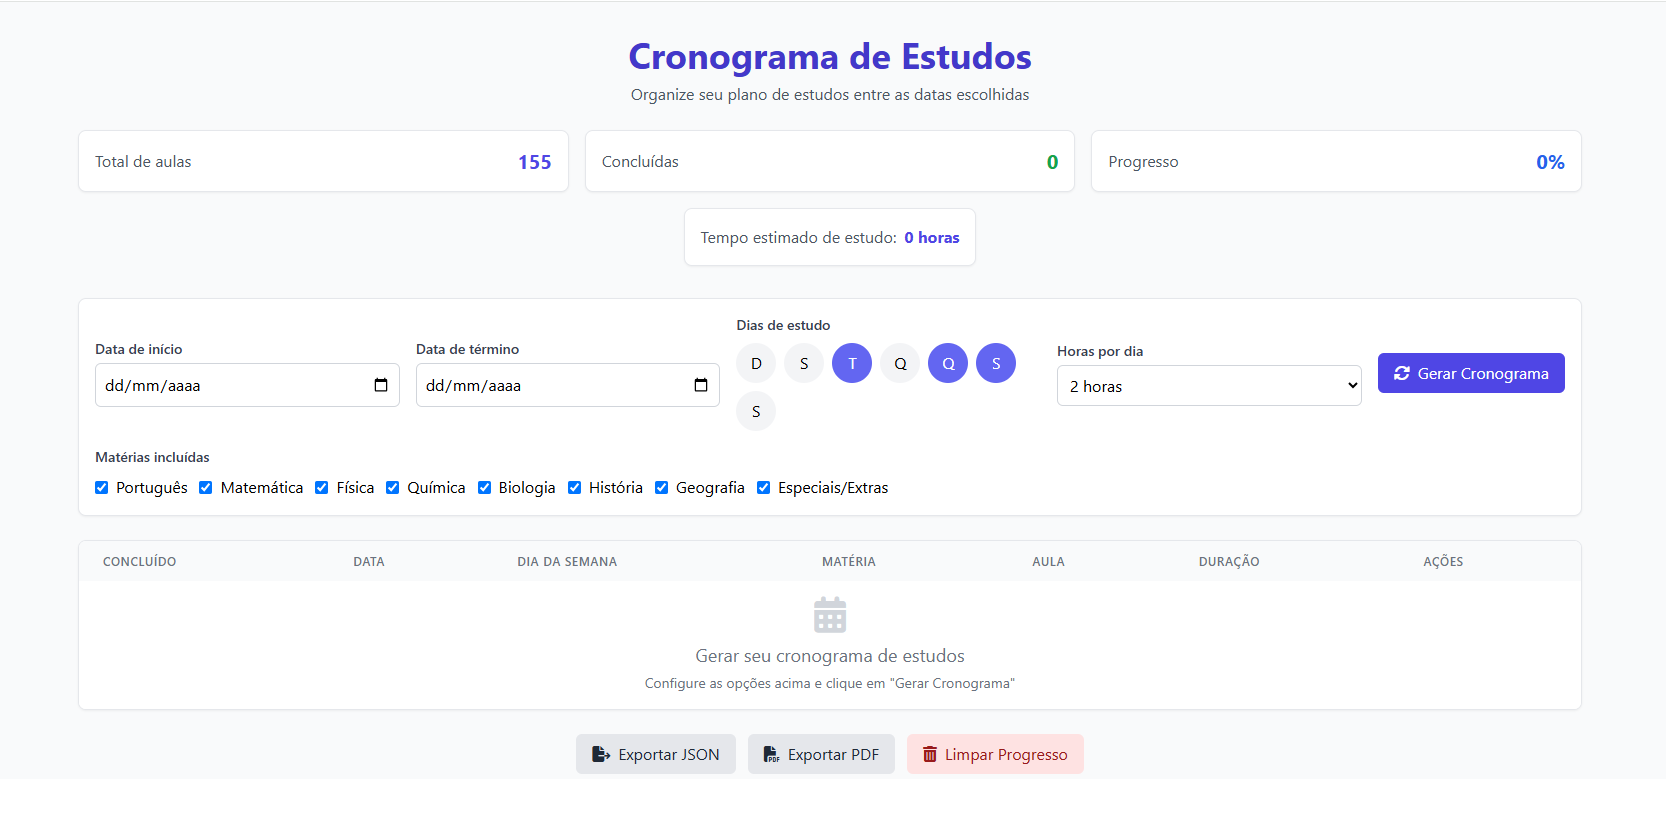 Cronograma de Estudos
Organize seu plano de estudos entre as datas escolhidas
Total de aulas 155
Concluídas 0
Progresso 0%
Tempo estimado de estudo: 0 horas
Data de início
dd/mm/aaaa
Data de término
dd/mm/aaaa
Dias de estudo
D S T Q Q S
S
Horas por dia
2 horas
Gerar Cronograma
Matérias incluídas
Português Matemática Física Química Biologia História Geografia Especiais/Extras
CONCLUÍDO DATA DIA DA SEMANA MATÉRIA AULA DURAÇÃO AÇÕES
Gerar seu cronograma de estudos
Configure as opções acima e clique em "Gerar Cronograma"
Exportar JSON PDF Exportar PDF Limpar Progresso